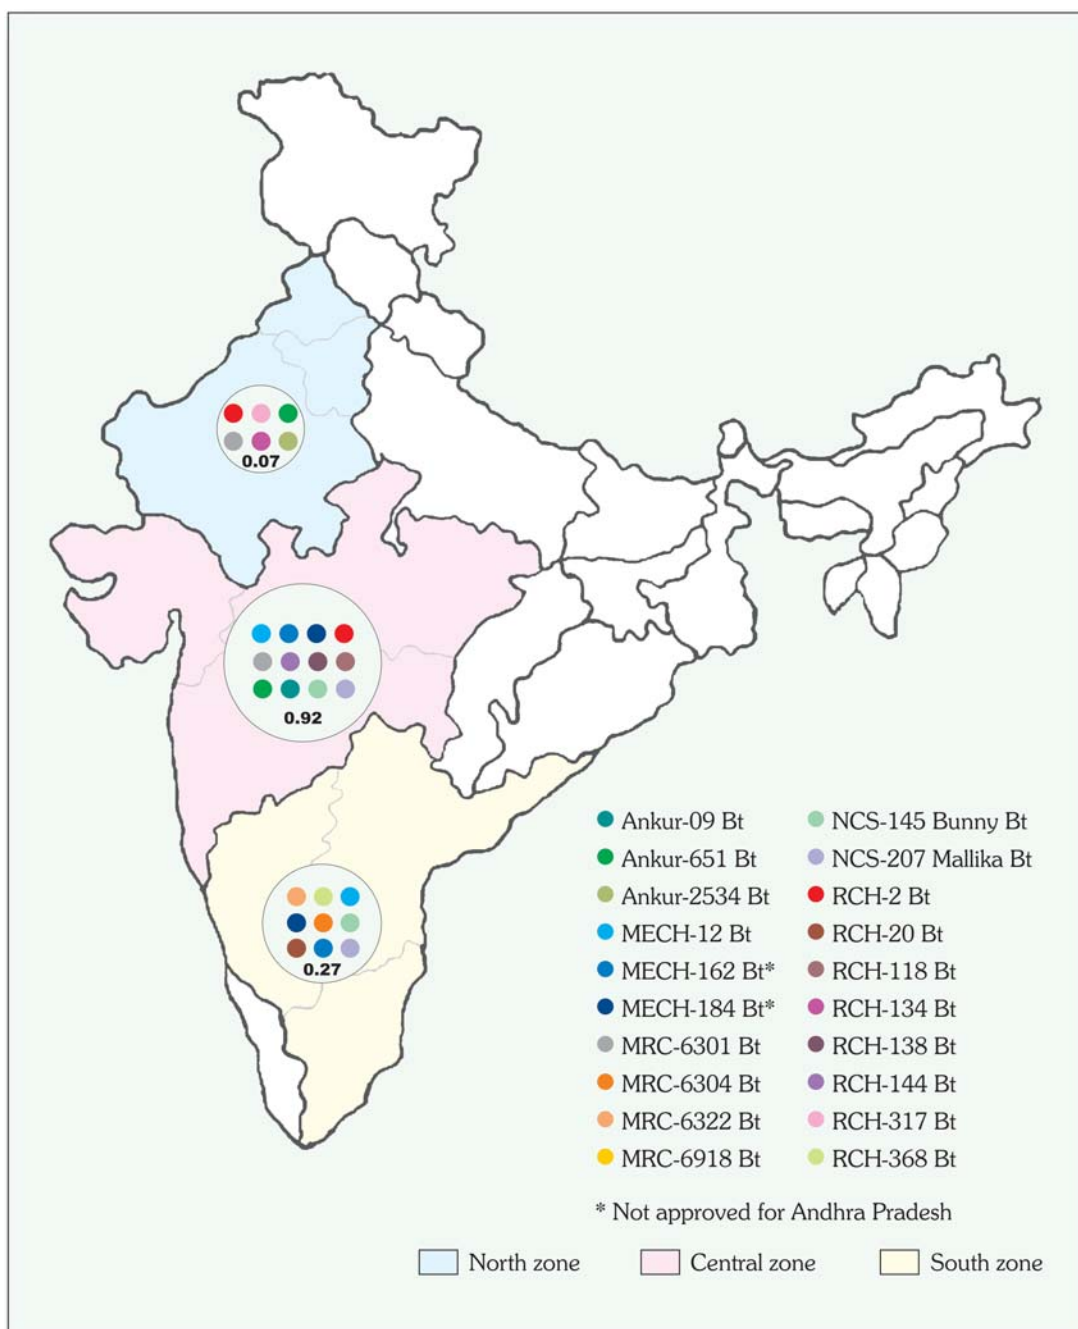 0.07
0.92
0.27
Ankur-09 Bt
Ankur-651 Bt
Ankur-2534 Bt
MECH-12 Bt
MECH-162 Bt*
MECH-184 Bt*
MRC-6301 Bt
MRC-6304 Bt
MRC-6322 Bt
MRC-6918 Bt
NCS-145 Bunny Bt
NCS-207 Mallika Bt
RCH-2 Bt
RCH-20 Bt
RCH-118 Bt
RCH-134 Bt
RCH-138 Bt
RCH-144 Bt
RCH-317 Bt
RCH-368 Bt
* Not approved for Andhra Pradesh
North zone
Central zone
South zone